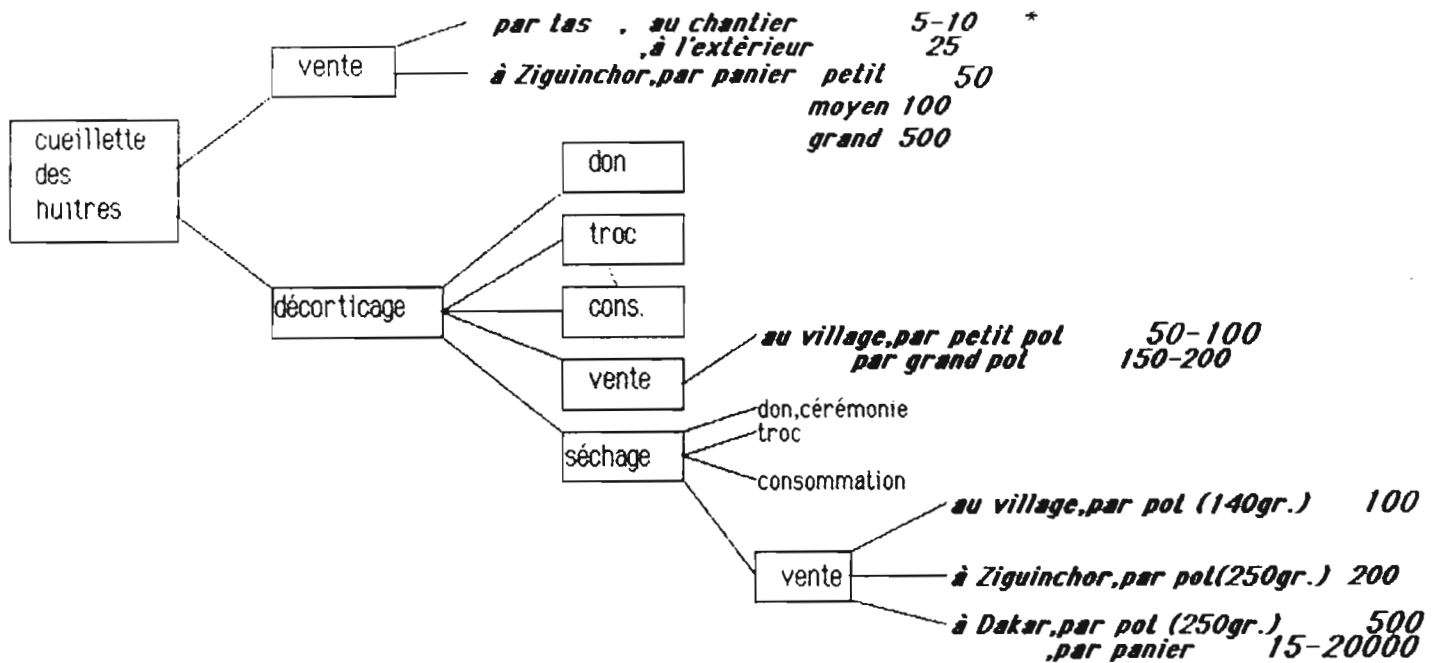 par tas , au chantier 5-10 *
,à l'extèrieur 25
vente
à Ziguinchor,par panier petit 50
moyen 100
grand 500
cueillette
des
huitres
don
troc
décorticage
cons.
au village,par petit pot 50-100
par grand pot 150-200
vente
don,cérémonie
troc
séchage
consommation
au village,par pot (140gr.) 100
vente
à Ziguinchor,par pot(250gr.) 200
à Dakar,par pot (250gr.) 500
,par panier 15-20000